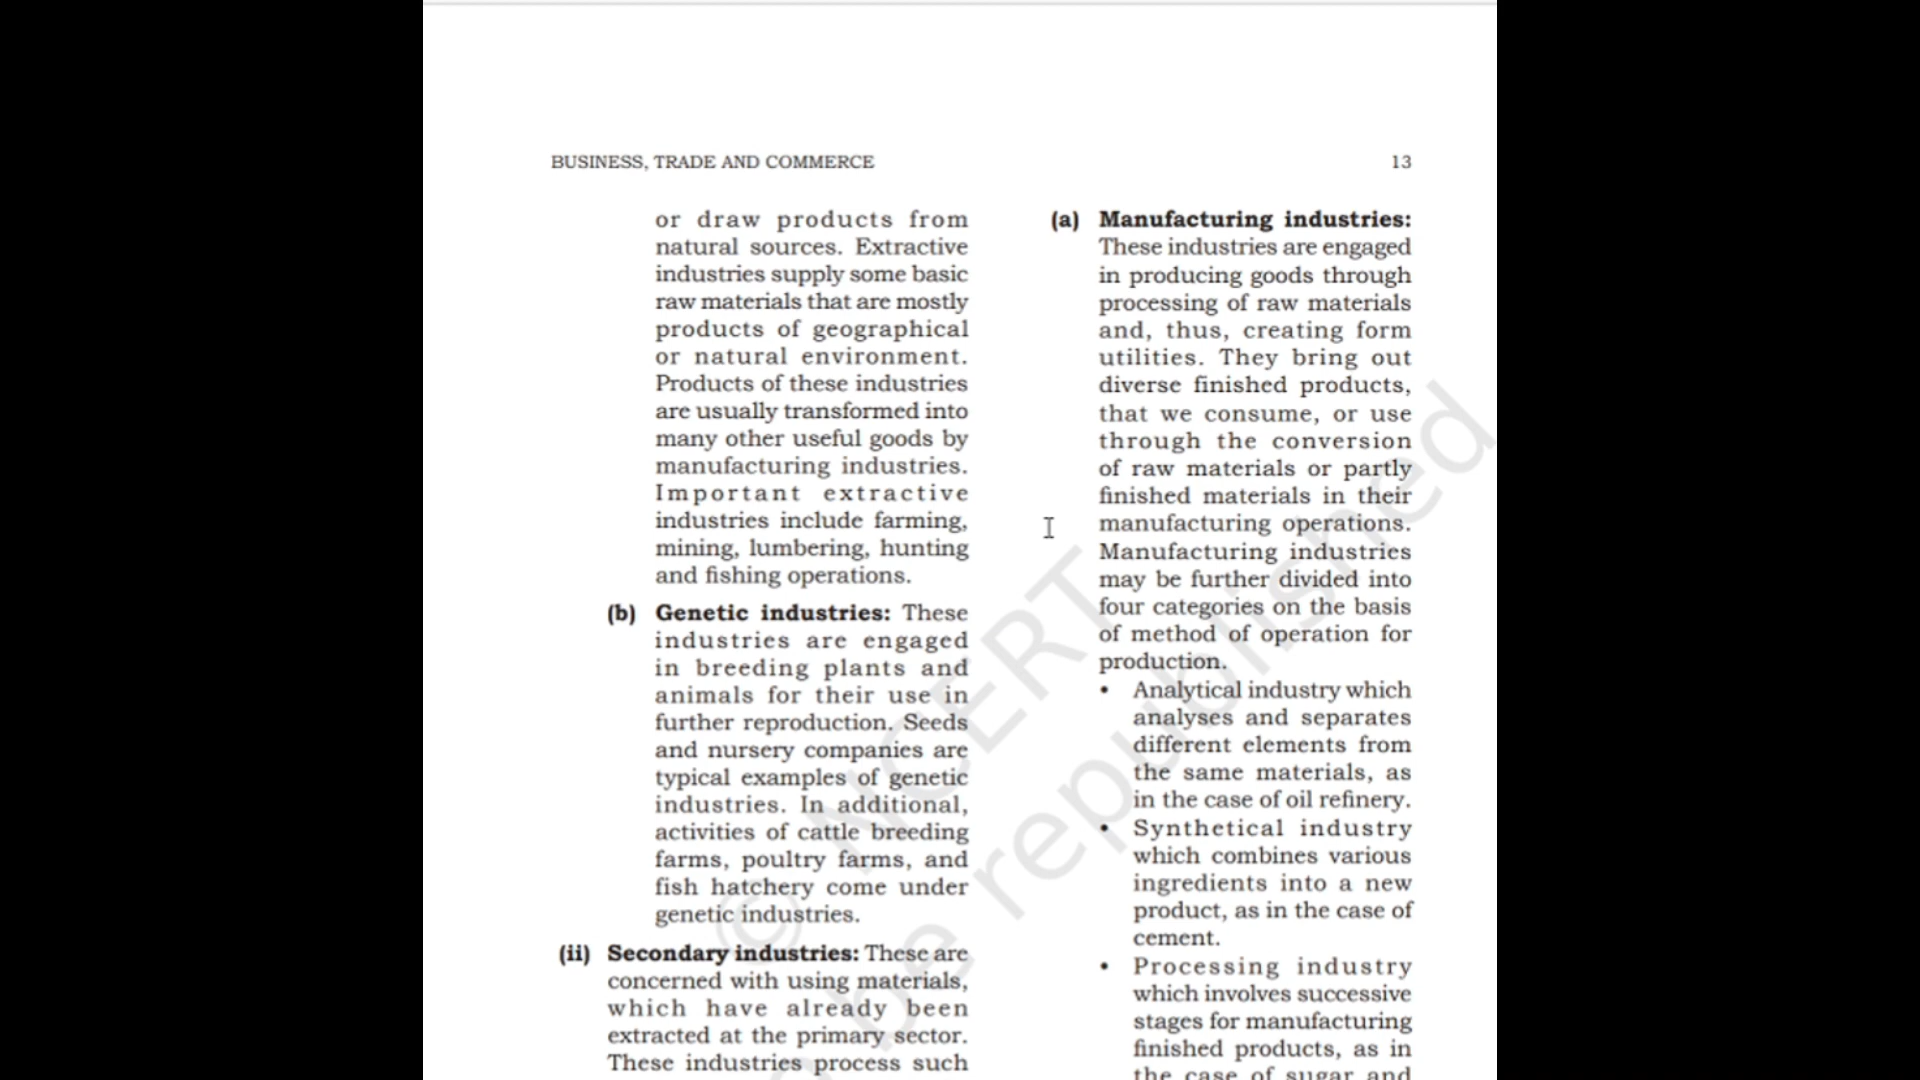 BUSINESS, TRADE AND COMMERCE 13
or draw products from
natural sources. Extractive
industries supply some basic
raw materials that are mostly
products of geographical
or natural environment.
Products of these industries
are usually transformed into
many other useful goods by
manufacturing industries.
Important extractive
industries include farming,
mining, lumbering, hunting
and fishing operations.
(b) Genetic industries: These
industries are engaged
in breeding plants and
animals for their use in
further reproduction. Seeds
and nursery companies are
typical examples of genetic
industries. In additional,
activities of cattle breeding
farms, poultry farms, and
fish hatchery come under
genetic industries.
(ii) Secondary industries: These are
concerned with using materials,
which have already been
extracted at the primary sector.
These industries process such
(a) Manufacturing industries:
These industries are engaged
in producing goods through
processing of raw materials
and, thus, creating form
utilities. They bring out
diverse finished products,
that we consume, or use
through the conversion
of raw materials or partly
finished materials in their
manufacturing operations.
Manufacturing industries
may be further divided into
four categories on the basis
of method of operation for
production.
• Analytical industry which
analyses and separates
different elements from
the same materials, as
in the case of oil refinery.
• Synthetical industry
which combines various
ingredients into a new
product, as in the case of
cement.
• Processing industry
which involves successive
stages for manufacturing
finished products, as in
the case of sugar and
© NCERT
be republished